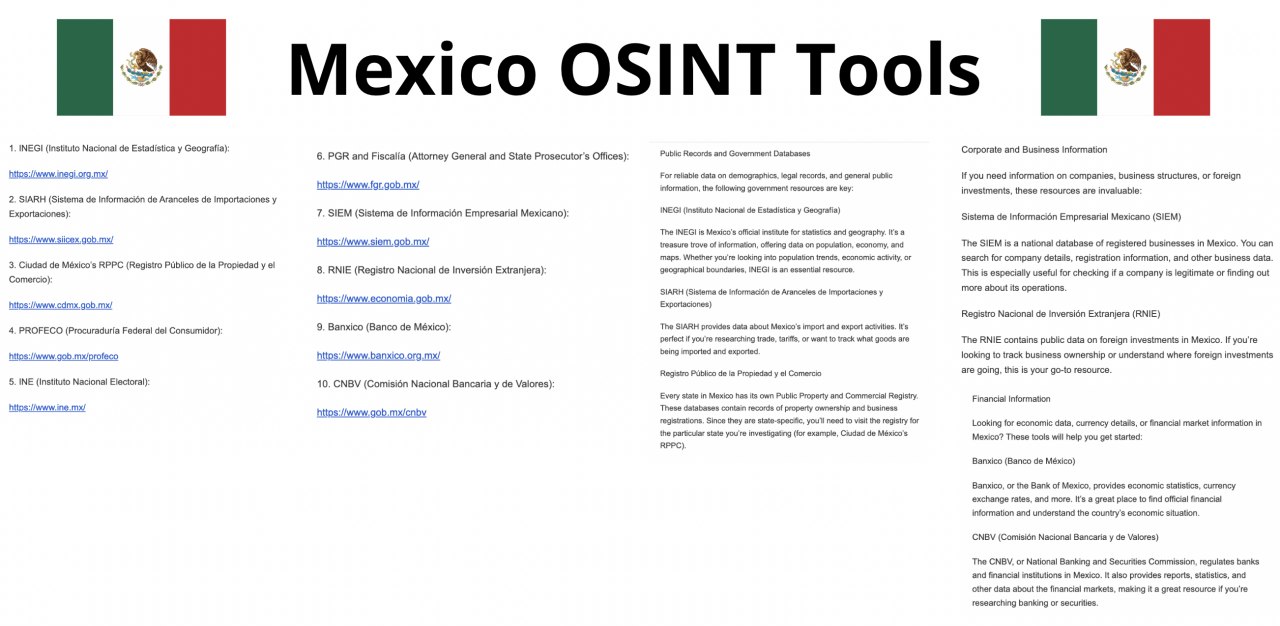 Mexico OSINT Tools
1. INEGI (Instituto Nacional de Estadística y Geografía):
https://www.inegi.org.mx/
2. SIARH (Sistema de Información de Aranceles de Importaciones y
Exportaciones):
https://www.siicex.gob.mx/
3. Ciudad de México's RPPC (Registro Público de la Propiedad y el
Comercio):
https://www.cdmx.gob.mx/
4. PROFECO (Procuraduría Federal del Consumidor):
https://www.gob.mx/profeco
5. INE (Instituto Nacional Electoral):
https://www.ine.mx/
6. PGR and Fiscalía (Attorney General and State Prosecutor's Offices):
https://www.fgr.gob.mx/
7. SIEM (Sistema de Información Empresarial Mexicano):
https://www.siem.gob.mx/
8. RNIE (Registro Nacional de Inversión Extranjera):
https://www.economia.gob.mx/
9. Banxico (Banco de México):
https://www.banxico.org.mx/
10. CNBV (Comisión Nacional Bancaria y de Valores):
https://www.gob.mx/cnbv
Public Records and Government Databases
For reliable data on demographics, legal records, and general public
information, the following government resources are key:
INEGI (Instituto Nacional de Estadística y Geografía)
The INEGI is Mexico's official institute for statistics and geography. It's a
treasure trove of information, offering data on population, economy, and
maps. Whether you're looking into population trends, economic activity, or
geographical boundaries, INEGI is an essential resource.
SIARH (Sistema de Información de Aranceles de Importaciones y
Exportaciones)
The SIARH provides data about Mexico's import and export activities. It's
perfect if you're researching trade, tariffs, or want to track what goods are
being imported and exported.
Registro Público de la Propiedad y el Comercio
Every state in Mexico has its own Public Property and Commercial Registry.
These databases contain records of property ownership and business
registrations. Since they are state-specific, you'll need to visit the registry for
the particular state you're investigating (for example, Ciudad de México's
RPPC).
Corporate and Business Information
If you need information on companies, business structures, or foreign
investments, these resources are invaluable:
Sistema de Información Empresarial Mexicano (SIEM)
The SIEM is a national database of registered businesses in Mexico. You can
search for company details, registration information, and other business data.
This is especially useful for checking if a company is legitimate or finding out
more about its operations.
Registro Nacional de Inversión Extranjera (RNIE)
The RNIE contains public data on foreign investments in Mexico. If you're
looking to track business ownership or understand where foreign investments
are going, this is your go-to resource.
Financial Information
Looking for economic data, currency details, or financial market information in
Mexico? These tools will help you get started:
Banxico (Banco de México)
Banxico, or the Bank of Mexico, provides economic statistics, currency
exchange rates, and more. It's a great place to find official financial
information and understand the country's economic situation.
CNBV (Comisión Nacional Bancaria y de Valores)
The CNBV, or National Banking and Securities Commission, regulates banks
and financial institutions in Mexico. It also provides reports, statistics, and
other data about the financial markets, making it a great resource if you're
researching banking or securities.